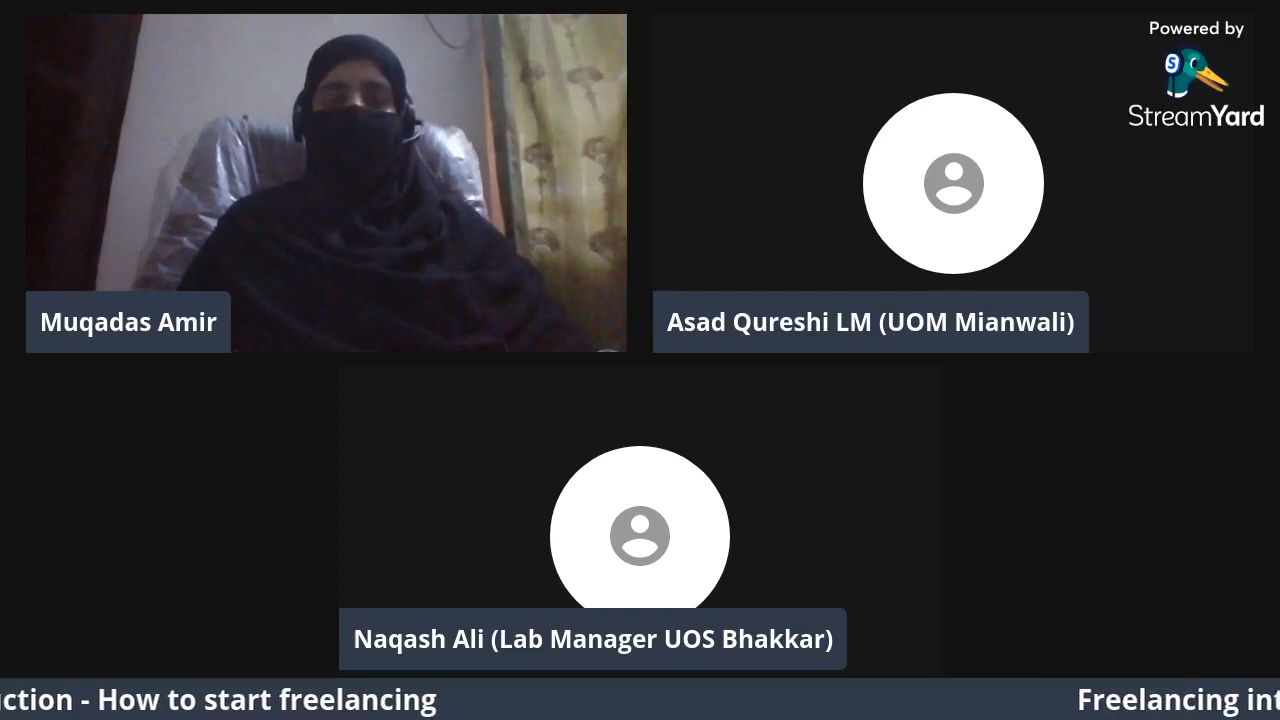 Powered by
S
StreamYard
Muqadas Amir
Asad Qureshi LM (UOM Mianwali)
Naqash Ali (Lab Manager UOS Bhakkar)
uction - How to start freelancing
Freelancing int